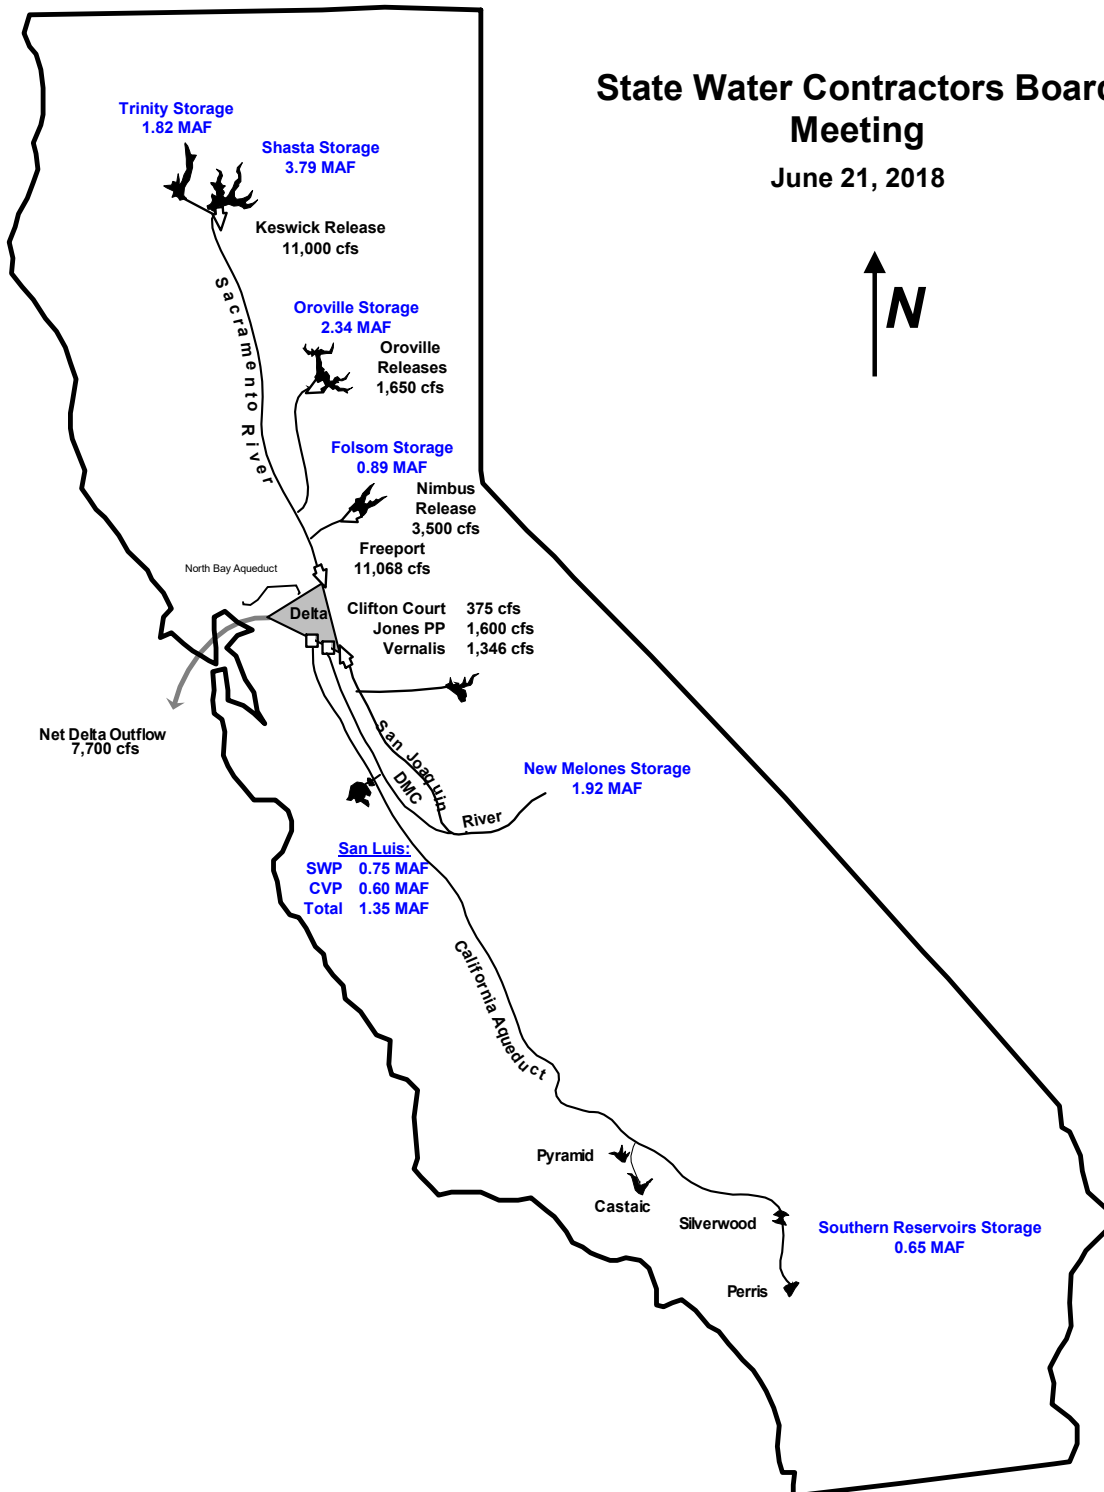 State Water Contractors Board
Meeting
June 21, 2018
N
Trinity Storage
1.82 MAF
Shasta Storage
3.79 MAF
Keswick Release
11,000 cfs
Sacramento River
Oroville Storage
2.34 MAF
Oroville
Releases
1,650 cfs
Folsom Storage
0.89 MAF
Nimbus
Release
3,500 cfs
Freeport
11,068 cfs
North Bay Aqueduct
Delta
Clifton Court 375 cfs
Jones PP 1,600 cfs
Vernalis 1,346 cfs
Net Delta Outflow
7,700 cfs
San Joaquin
River
DMC
New Melones Storage
1.92 MAF
San Luis:
SWP 0.75 MAF
CVP 0.60 MAF
Total 1.35 MAF
California Aqueduct
Pyramid
Castaic
Silverwood
Southern Reservoirs Storage
0.65 MAF
Perris